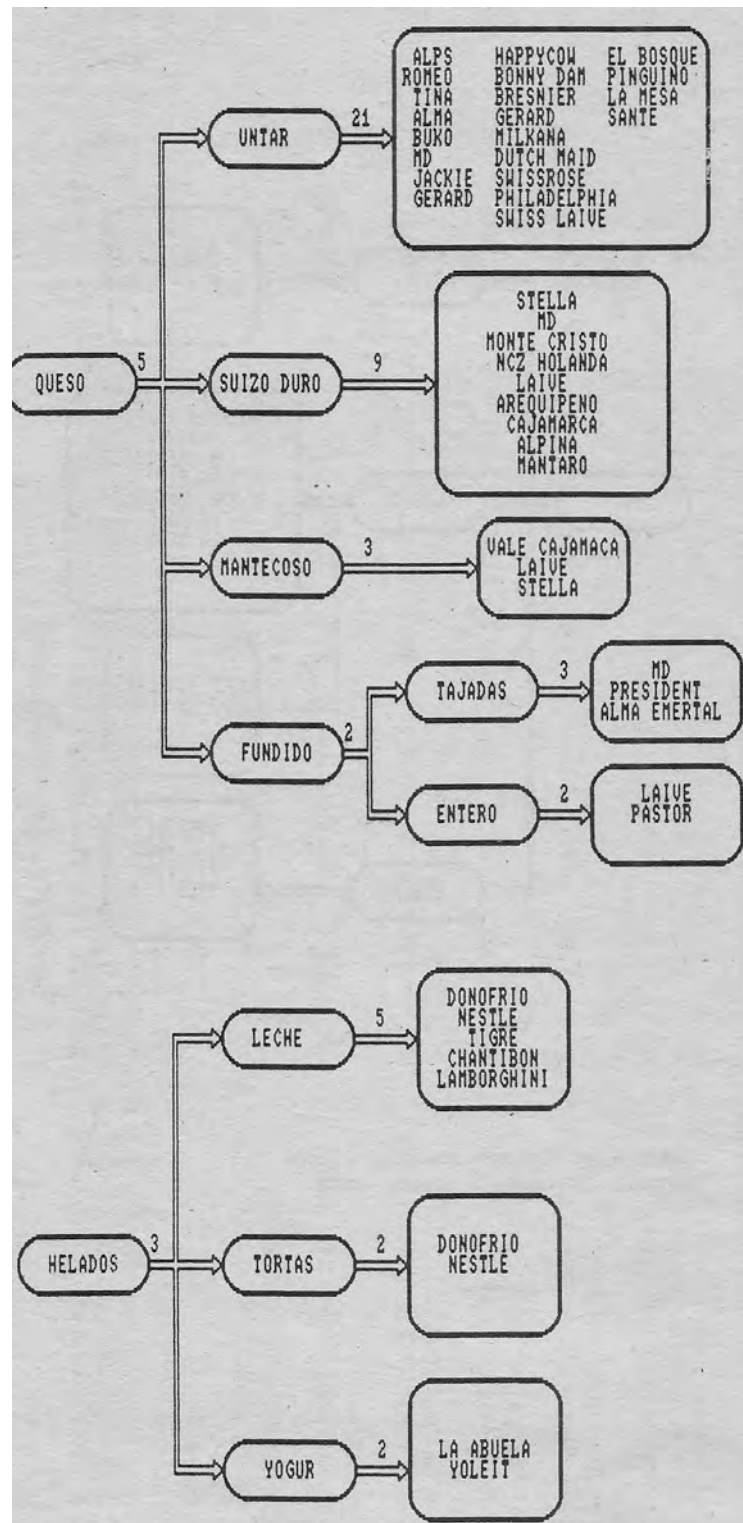 ALPS HAPPYCOW EL BOSQUE
ROMEO BONNY DAM PINGUINO
TINA BRESNIER LA MESA
ALMA GERARD SANTE
BUKO MILKANA
MD DUTCH MAID
JACKIE SWISSROSE
GERARD PHILADELPHIA
SWISS LAIVE
UNTAR 21
STELLA
MD
MONTE CRISTO
NCZ HOLANDA
LAIVE
AREQUIPENO
CAJAMARCA
ALPINA
MANTARO
QUESO 5
SUIZO DURO 9
MANTECOSO 3
VALE CAJAMACA
LAIVE
STELLA
FUNDIDO 2
TAJADAS 3
MD
PRESIDENT
ALMA EMERTAL
ENTERO 2
LAIVE
PASTOR
LECHE 5
DONOFRIO
NESTLE
TIGRE
CHANTIBON
LAMBORGHINI
HELADOS 3
TORTAS 2
DONOFRIO
NESTLE
YOGUR 2
LA ABUELA
YOLEIT